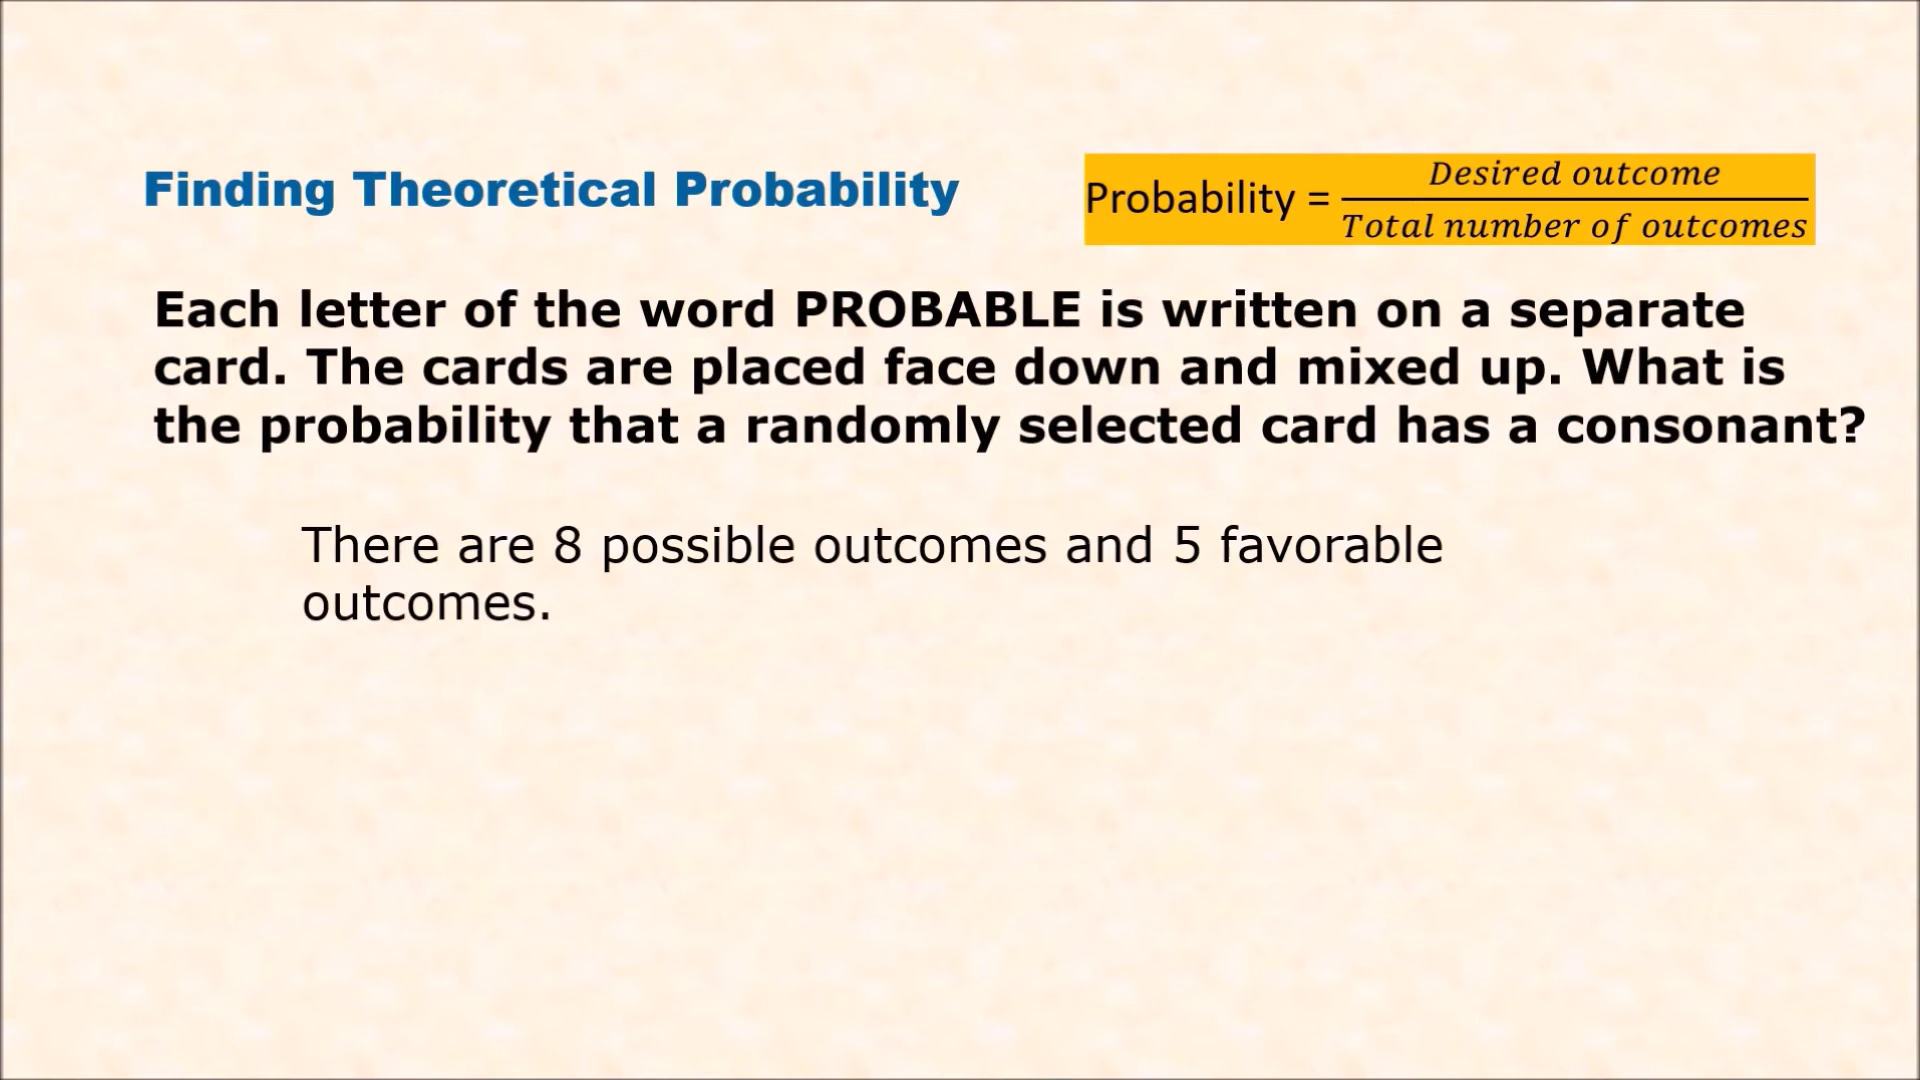 Finding Theoretical Probability
Probability = Desired outcome / Total number of outcomes
Each letter of the word PROBABLE is written on a separate
card. The cards are placed face down and mixed up. What is
the probability that a randomly selected card has a consonant?
There are 8 possible outcomes and 5 favorable
outcomes.